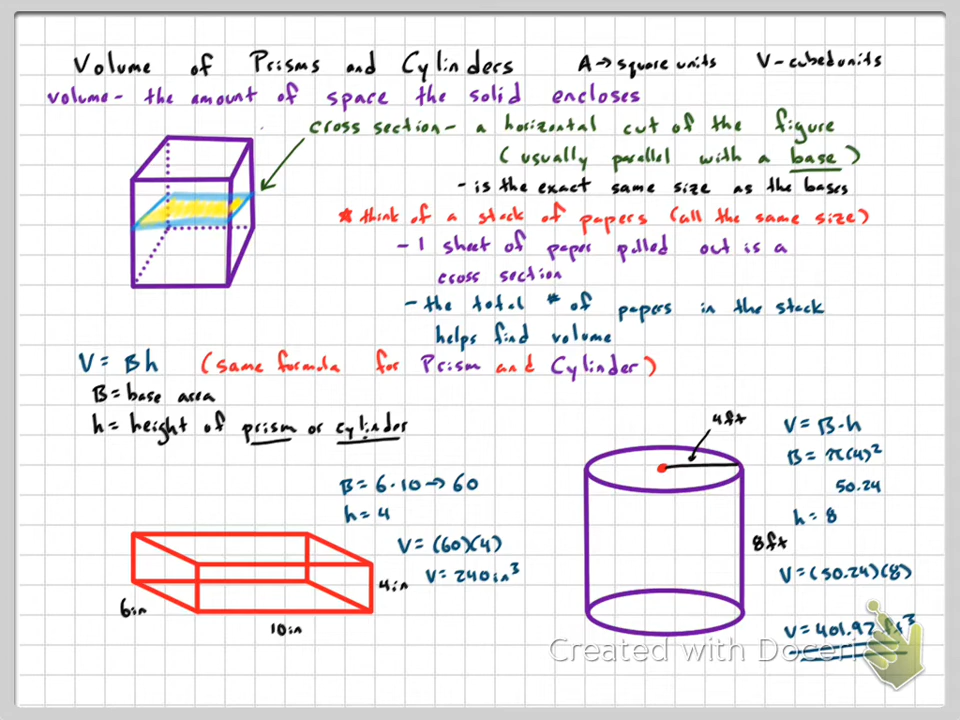 Volume of Prisms and Cylinders A→square units V-cubed units
volume- the amount of space the solid encloses
cross section- a horizontal cut of the figure
(usually parallel with a base)
- is the exact same size as the bases
* think of a stack of papers (all the same size)
- 1 sheet of paper pulled out is a
cross section
- the total # of papers in the stack
helps find volume
V= Bh (same formula for Prism and Cylinder)
B= base area
h= height of prism or cylinder
B= 6·10→60
h= 4
V= (60)(4)
V= 240in³
4in
6in
10in
4ft
V= B·h
B= π(4)²
50.24
h= 8
8ft
V=(50.24)(8)
V=401.92ft³
Created with Doceri